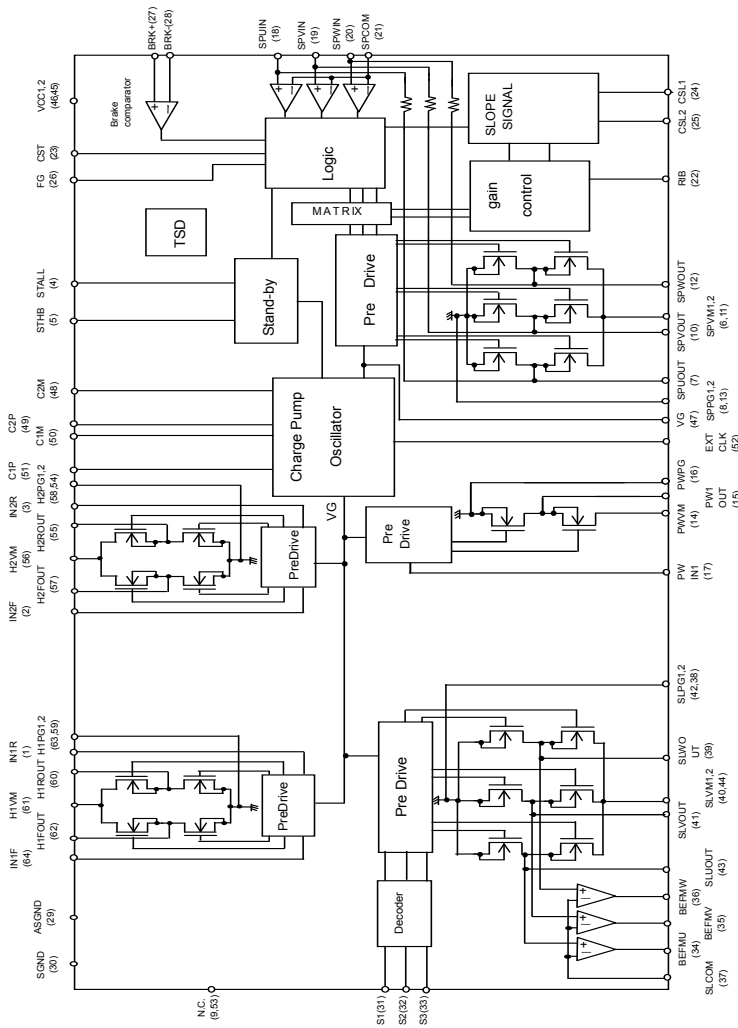 BRK+(27)
BRK-(28)
SPUIN
(18)
SPVIN
(19)
SPWIN
(20)
SPCOM
(21)
VCC1,2
(46,45)
Brake
comparator
CST
(23)
FG
(26)
Logic
SLOPE
SIGNAL
CSL1
(24)
CSL2
(25)
MATRIX
gain
control
RIB
(22)
TSD
STALL
(4)
STHB
(5)
Stand-by
Pre Drive
SPWOUT
(12)
SPVM1,2
(6,11)
SPVOUT
(10)
SPUOUT
(7)
SPPG1,2
(8,13)
VG
(47)
EXT
CLK
(52)
C2M
(48)
C2P
(49)
C1M
(50)
C1P
(51)
Charge Pump
Oscillator
VG
H2PG1,2
(58,54)
IN2R
(3)
H2ROUT
(55)
H2VM
(56)
H2FOUT
(57)
IN2F
(2)
PreDrive
Pre
Drive
PWPG
(16)
PW1
OUT
(15)
PWVM
(14)
PW
IN1
(17)
H1PG1,2
(63,59)
IN1R
(1)
H1ROUT
(60)
H1VM
(61)
H1FOUT
(62)
IN1F
(64)
PreDrive
Pre Drive
SLPG1,2
(42,38)
SLWO
UT
(39)
SLVM1,2
(40,44)
SLVOUT
(41)
SLUOUT
(43)
Decoder
BEFMW
(36)
BEFMV
(35)
BEFMU
(34)
SLCOM
(37)
ASGND
(29)
SGND
(30)
N.C.
(9,53)
S1(31)
S2(32)
S3(33)
+
−
+
−
+
−
+
−
+
−
+
−
+
−